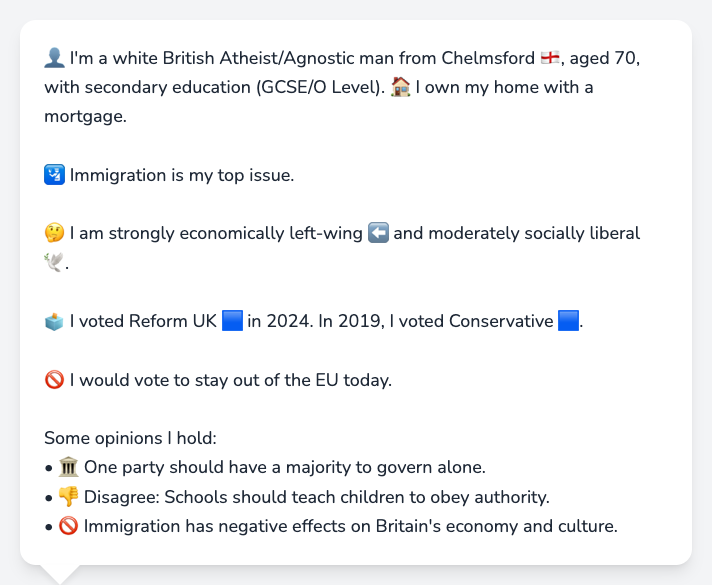 👤 I'm a white British Atheist/Agnostic man from Chelmsford 🏴󠁧󠁢󠁥󠁮󠁧󠁿, aged 70,
with secondary education (GCSE/O Level). 🏠 I own my home with a
mortgage.
🛂 Immigration is my top issue.
🤔 I am strongly economically left-wing ⬅️ and moderately socially liberal
🕊️.
🗳️ I voted Reform UK 🟦 in 2024. In 2019, I voted Conservative 🟦.
🚫 I would vote to stay out of the EU today.
Some opinions I hold:
• 🏛️ One party should have a majority to govern alone.
• 👎 Disagree: Schools should teach children to obey authority.
• 🚫 Immigration has negative effects on Britain's economy and culture.